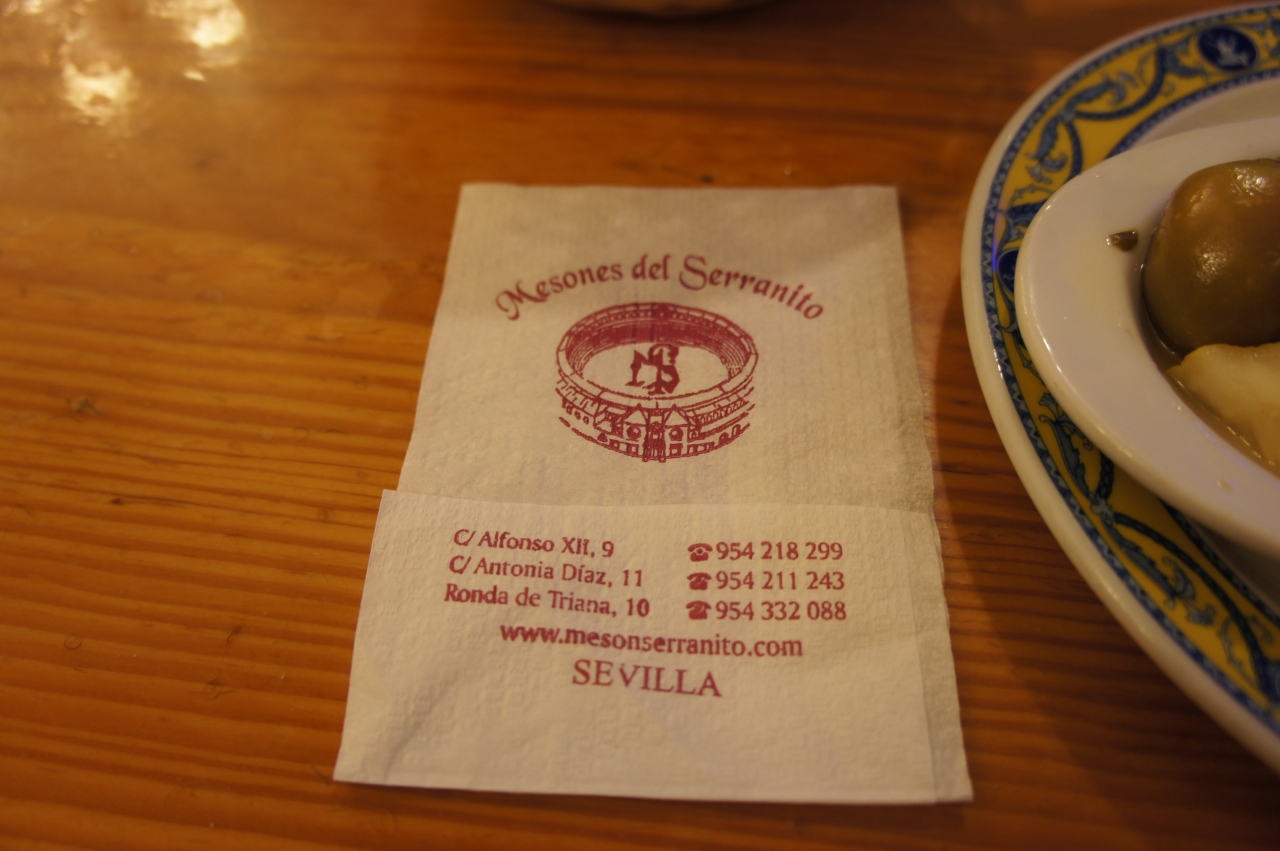 Mesones del Serranito
MS
C/ Alfonso XII, 9 ☎ 954 218 299
C/ Antonia Díaz, 11 ☎ 954 211 243
Ronda de Triana, 10 ☎ 954 332 088
www.mesonserranito.com
SEVILLA